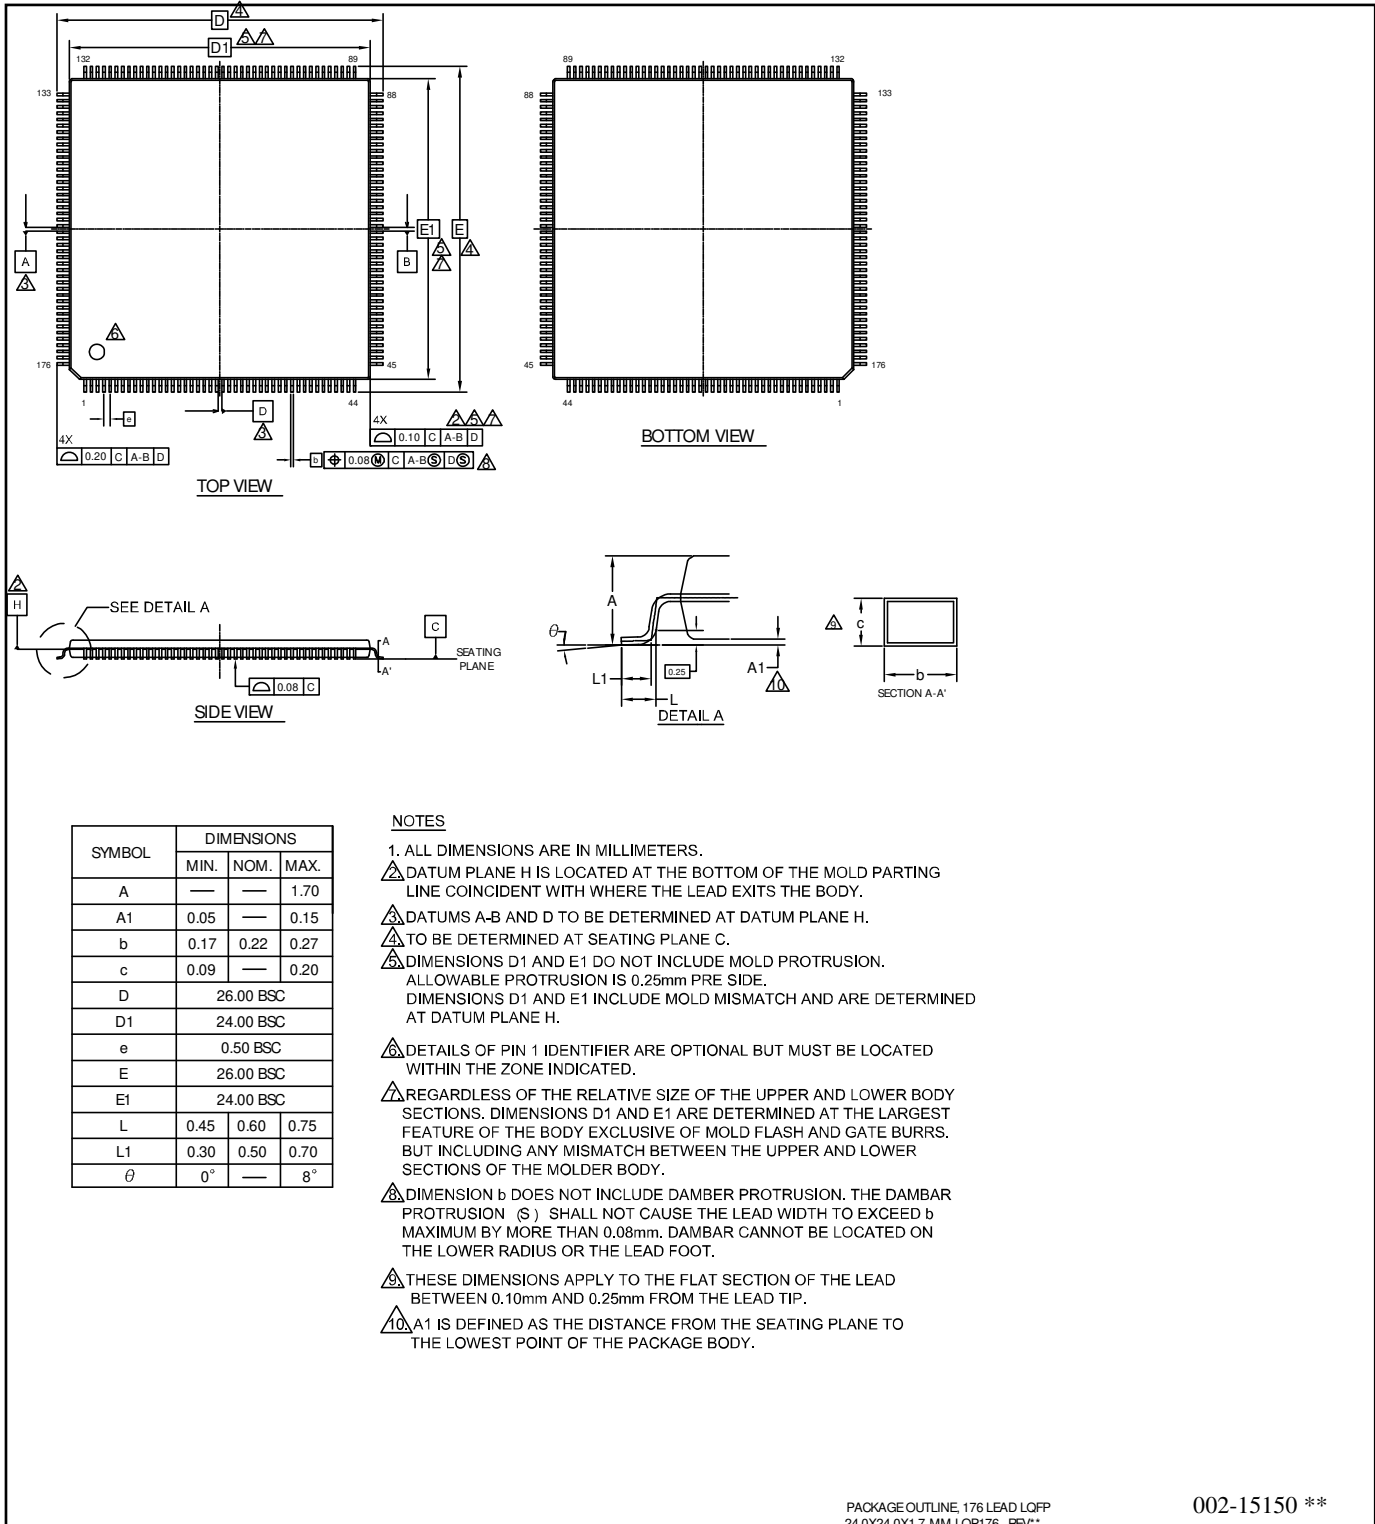 D 4
D1 5 7
132 89
133 88
E1 E
5 4
7
A B
3
6
176 45
1 44
e D
3
4X
0.20 C A-B D
4X 2 5 7
0.10 C A-B D
b 0.08 M C A-B S D S 8
TOP VIEW
89 132
88 133
45 176
44 1
BOTTOM VIEW
2
H
SEE DETAIL A
A
A'
C
SEATING
PLANE
0.08 C
SIDE VIEW
A
θ
L1
L
0.25
A1
10
DETAIL A
9
c
b
SECTION A-A'
SYMBOL DIMENSIONS
MIN. NOM. MAX.
A — — 1.70
A1 0.05 — 0.15
b 0.17 0.22 0.27
c 0.09 — 0.20
D 26.00 BSC
D1 24.00 BSC
e 0.50 BSC
E 26.00 BSC
E1 24.00 BSC
L 0.45 0.60 0.75
L1 0.30 0.50 0.70
θ 0° — 8°
NOTES
1. ALL DIMENSIONS ARE IN MILLIMETERS.
2. DATUM PLANE H IS LOCATED AT THE BOTTOM OF THE MOLD PARTING
LINE COINCIDENT WITH WHERE THE LEAD EXITS THE BODY.
3. DATUMS A-B AND D TO BE DETERMINED AT DATUM PLANE H.
4. TO BE DETERMINED AT SEATING PLANE C.
5. DIMENSIONS D1 AND E1 DO NOT INCLUDE MOLD PROTRUSION.
ALLOWABLE PROTRUSION IS 0.25mm PRE SIDE.
DIMENSIONS D1 AND E1 INCLUDE MOLD MISMATCH AND ARE DETERMINED
AT DATUM PLANE H.
6. DETAILS OF PIN 1 IDENTIFIER ARE OPTIONAL BUT MUST BE LOCATED
WITHIN THE ZONE INDICATED.
7. REGARDLESS OF THE RELATIVE SIZE OF THE UPPER AND LOWER BODY
SECTIONS. DIMENSIONS D1 AND E1 ARE DETERMINED AT THE LARGEST
FEATURE OF THE BODY EXCLUSIVE OF MOLD FLASH AND GATE BURRS.
BUT INCLUDING ANY MISMATCH BETWEEN THE UPPER AND LOWER
SECTIONS OF THE MOLDER BODY.
8. DIMENSION b DOES NOT INCLUDE DAMBER PROTRUSION. THE DAMBAR
PROTRUSION (S) SHALL NOT CAUSE THE LEAD WIDTH TO EXCEED b
MAXIMUM BY MORE THAN 0.08mm. DAMBAR CANNOT BE LOCATED ON
THE LOWER RADIUS OR THE LEAD FOOT.
9. THESE DIMENSIONS APPLY TO THE FLAT SECTION OF THE LEAD
BETWEEN 0.10mm AND 0.25mm FROM THE LEAD TIP.
10. A1 IS DEFINED AS THE DISTANCE FROM THE SEATING PLANE TO
THE LOWEST POINT OF THE PACKAGE BODY.
PACKAGE OUTLINE, 176 LEAD LQFP
24.0X24.0X1.7 MM LQP176 REV**
002-15150 **